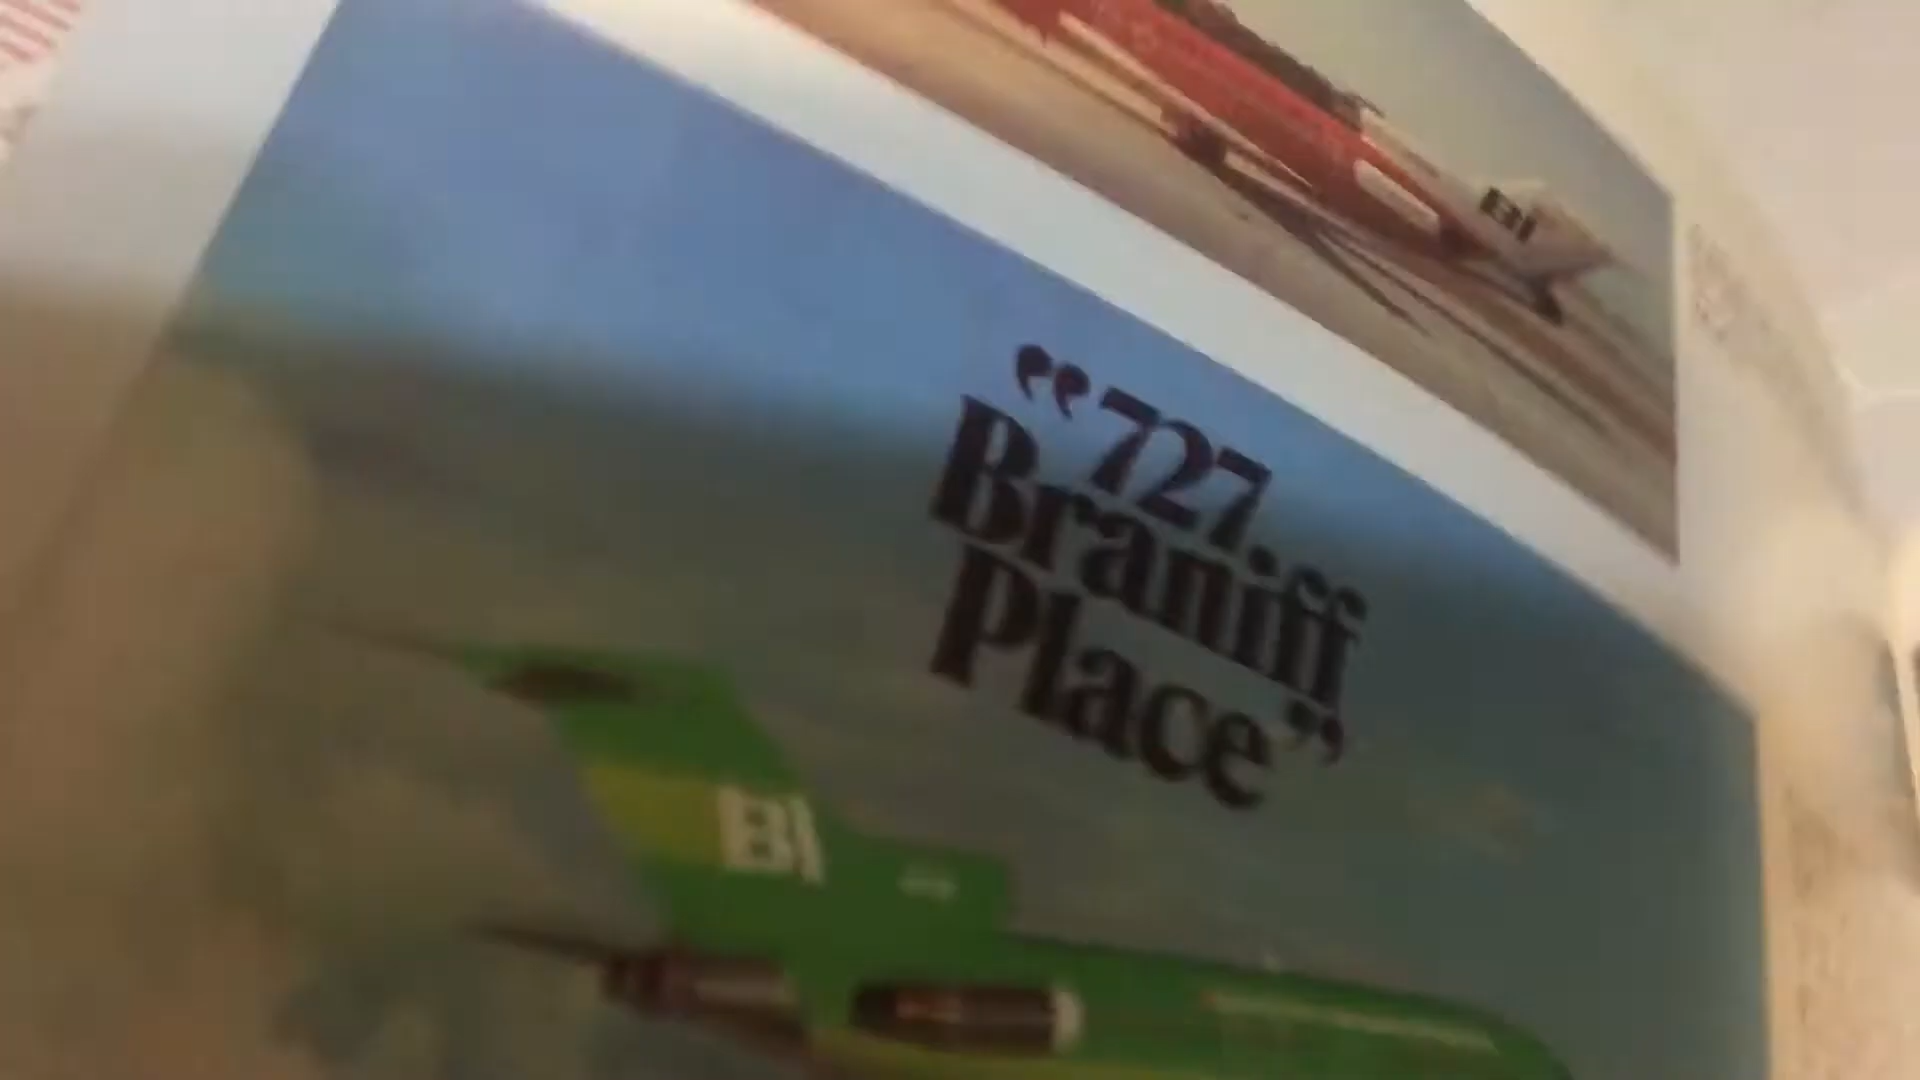 BI
“727
Braniff
Place”
BI